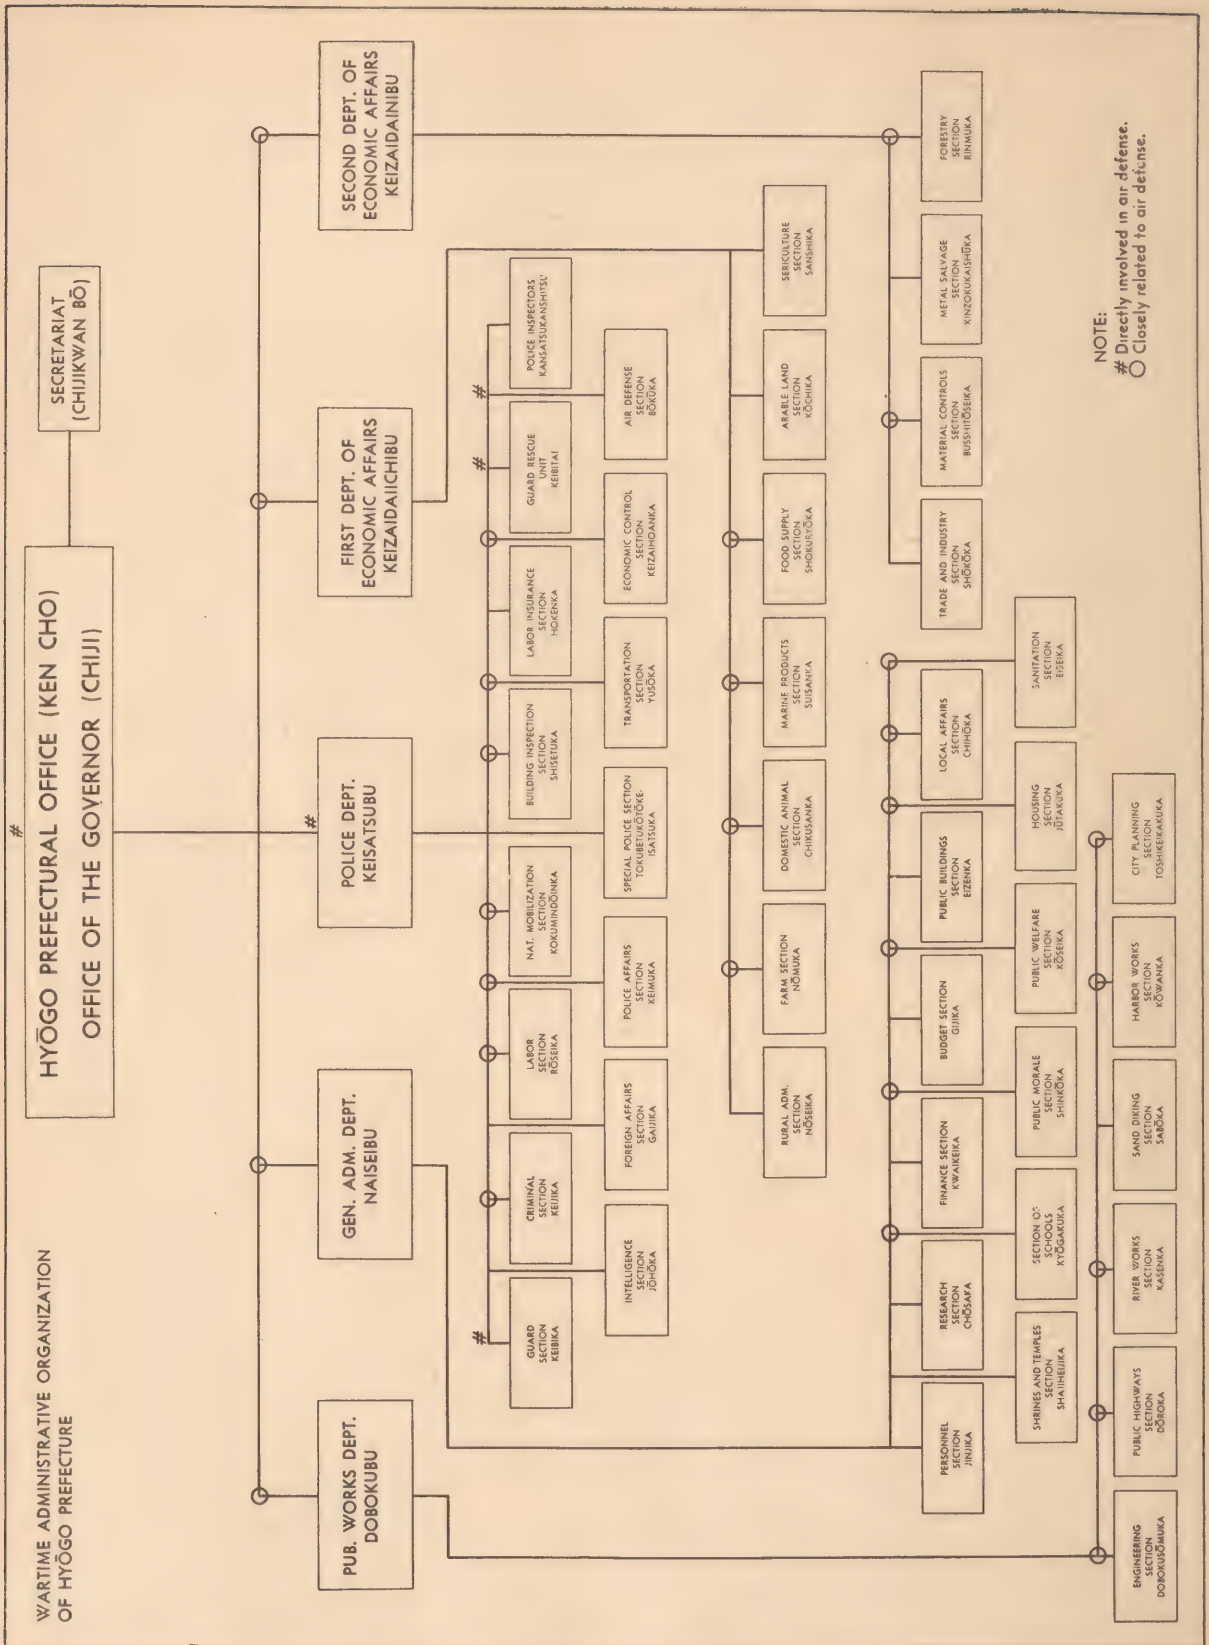 WARTIME ADMINISTRATIVE ORGANIZATION
OF HYŌGO PREFECTURE
#
HYŌGO PREFECTURAL OFFICE (KEN CHO)
OFFICE OF THE GOVERNOR (CHIJI)
SECRETARIAT
(CHIJIKWAN BŌ)
PUB. WORKS DEPT.
DOBOKUBU
GEN. ADM. DEPT.
NAISEIBU
#
POLICE DEPT.
KEISATSUBU
FIRST DEPT. OF
ECONOMIC AFFAIRS
KEIZAIDAIICHIBU
SECOND DEPT. OF
ECONOMIC AFFAIRS
KEIZAIDAINIBU
#
GUARD
SECTION
KEIBIKA
CRIMINAL
SECTION
KEIJIKA
LABOR
SECTION
RŌSEIKA
NAT. MOBILIZATION
SECTION
KOKUMINDŌINKA
BUILDING INSPECTION
SECTION
SHISETUKA
LABOR INSURANCE
SECTION
HOKENKA
#
GUARD RESCUE
UNIT
KEIBITAI
#
POLICE INSPECTORS
KANSATSUKANSHITSU
INTELLIGENCE
SECTION
JŌHŌKA
FOREIGN AFFAIRS
SECTION
GAIJIKA
POLICE AFFAIRS
SECTION
KEIMUKA
SPECIAL POLICE SECTION
TOKUBETUKŌTŌKE-
ISATSUKA
TRANSPORTATION
SECTION
YUSŌKA
ECONOMIC CONTROL
SECTION
KEIZAIHOANKA
AIR DEFENSE
SECTION
BŌKŪKA
RURAL ADM.
SECTION
NŌSEIKA
FARM SECTION
NŌMUKA
DOMESTIC ANIMAL
SECTION
CHIKUSANKA
MARINE PRODUCTS
SECTION
SUISANKA
FOOD SUPPLY
SECTION
SHOKURYŌKA
ARABLE LAND
SECTION
KŌCHIKA
SERICULTURE
SECTION
SANSHIKA
PERSONNEL
SECTION
JINJIKA
RESEARCH
SECTION
CHŌSAKA
FINANCE SECTION
KWAIKEIKA
BUDGET SECTION
GIJIKA
PUBLIC BUILDINGS
SECTION
EIZENKA
LOCAL AFFAIRS
SECTION
CHIHŌKA
TRADE AND INDUSTRY
SECTION
SHŌKŌKA
MATERIAL CONTROLS
SECTION
BUSSHITŌSEIKA
METAL SALVAGE
SECTION
KINZOKUKAISHŪKA
FORESTRY
SECTION
RINMUKA
SHRINES AND TEMPLES
SECTION
SECTION OF
SCHOOLS
KYŌGAKUKA
PUBLIC MORALE
SECTION
SHINKŌKA
PUBLIC WELFARE
SECTION
KŌSEIKA
HOUSING
SECTION
JŪTAKUKA
SANITATION
SECTION
EISEIKA
ENGINEERING
SECTION
DOBOKUSŌMUKA
PUBLIC HIGHWAYS
SECTION
DŌROKA
RIVER WORKS
SECTION
KASENKA
SAND DIKING
SECTION
SABŌKA
HARBOR WORKS
SECTION
KŌWANKA
CITY PLANNING
SECTION
TOSHIKEIKAKUKA
NOTE:
# Directly involved in air defense.
○ Closely related to air defense.